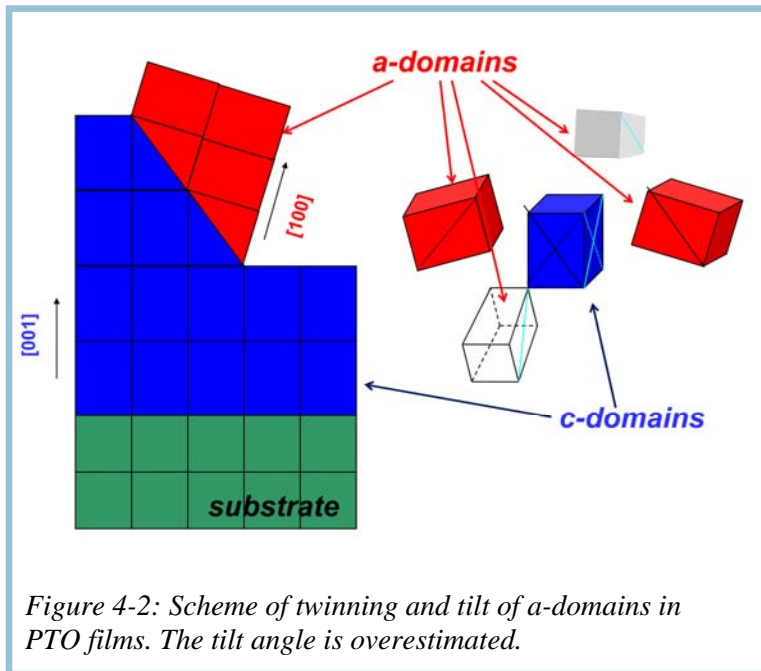 a-domains
[100]
[001]
c-domains
substrate
Figure 4-2: Scheme of twinning and tilt of a-domains in
PTO films. The tilt angle is overestimated.